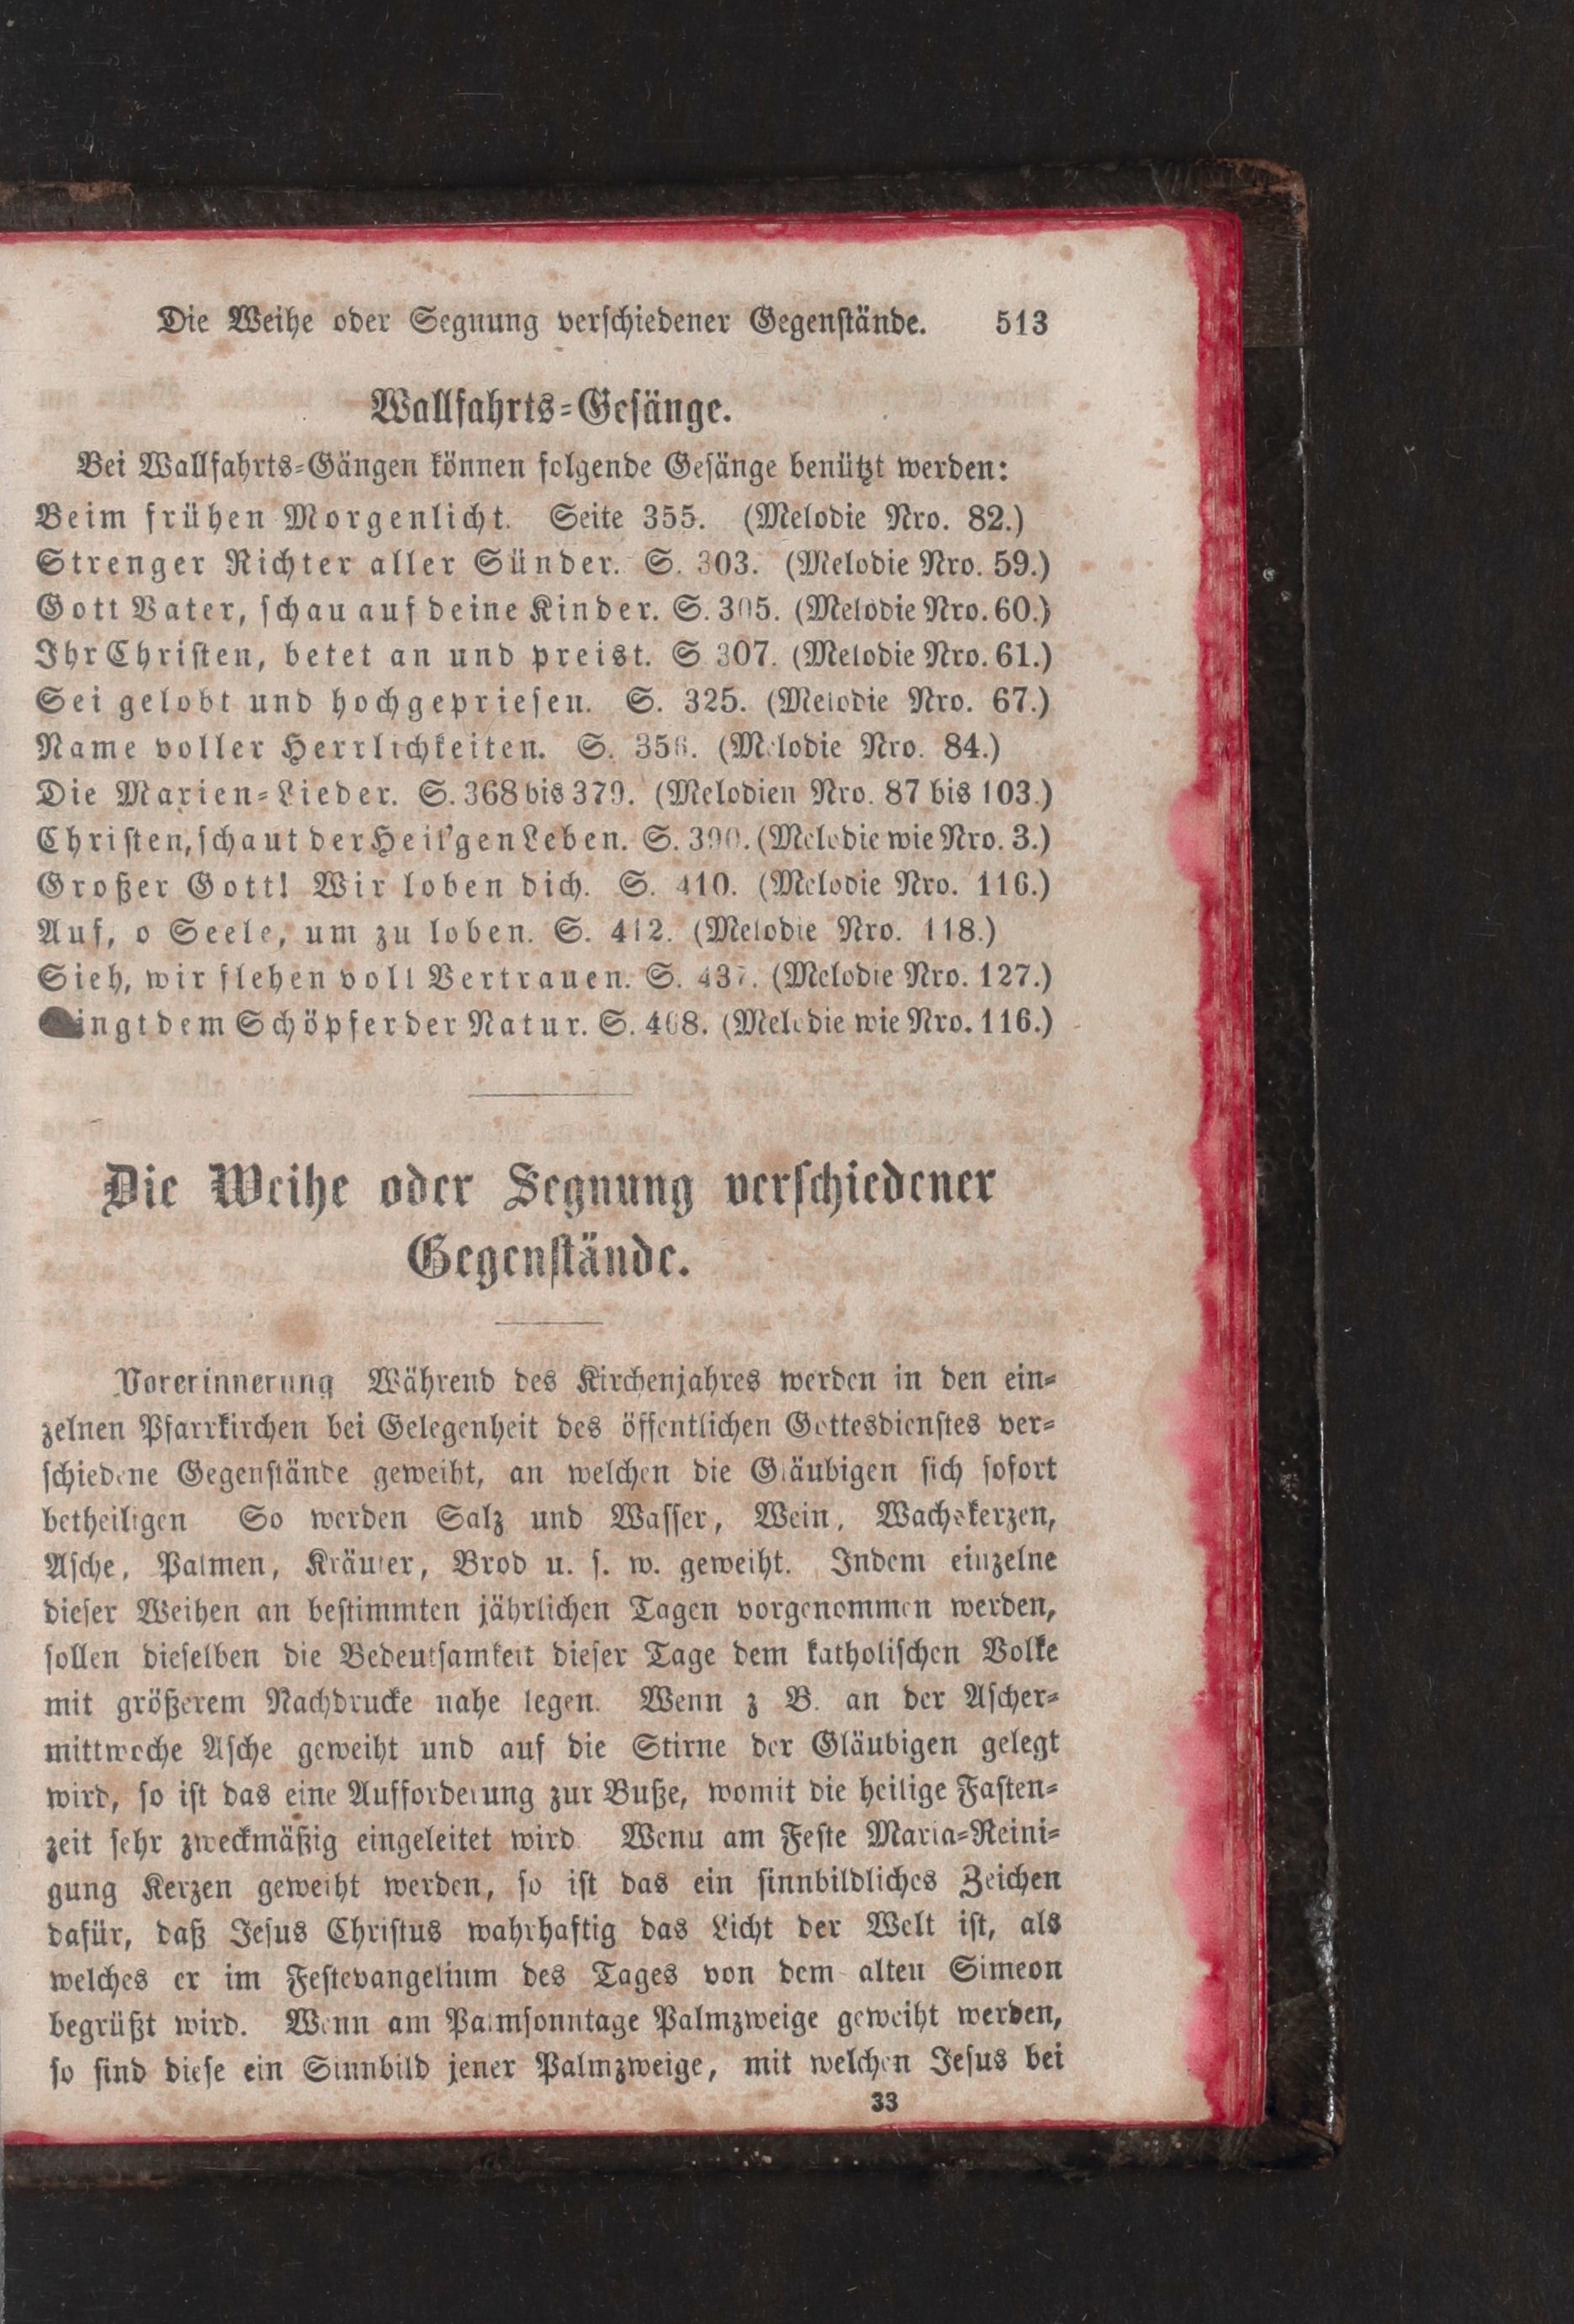 Die Weihe oder Segnung verschiedener Gegenstände. 513
Wallfahrts-Gesänge.
Bei Wallfahrts-Gängen können folgende Gesänge benützt werden:
Beim frühen Morgenlicht. Seite 355. (Melodie Nro. 82.)
Strenger Richter aller Sünder. S. 303. (Melodie Nro. 59.)
Gott Vater, schau auf deine Kinder. S. 305. (Melodie Nro. 60.)
Ihr Christen, betet an und preist. S 307. (Melodie Nro. 61.)
Sei gelobt und hochgepriesen. S. 325. (Melodie Nro. 67.)
Name voller Herrlichkeiten. S. 356. (Melodie Nro. 84.)
Die Marien-Lieder. S. 368 bis 379. (Melodien Nro. 87 bis 103.)
Christen, schaut der Heil'gen Leben. S. 390. (Melodie wie Nro. 3.)
Großer Gott! Wir loben dich. S. 410. (Melodie Nro. 116.)
Auf, o Seele, um zu loben. S. 412. (Melodie Nro. 118.)
Sieh, wir flehen voll Vertrauen. S. 437. (Melodie Nro. 127.)
Singt dem Schöpfer der Natur. S. 408. (Melodie wie Nro. 116.)
Die Weihe oder Segnung verschiedener
Gegenstände.
Vorerinnerung Während des Kirchenjahres werden in den ein-
zelnen Pfarrkirchen bei Gelegenheit des öffentlichen Gottesdienstes ver-
schiedene Gegenstände geweiht, an welchen die Gläubigen sich sofort
betheiligen So werden Salz und Wasser, Wein, Wachskerzen,
Asche, Palmen, Kräuter, Brod u. s. w. geweiht. Indem einzelne
dieser Weihen an bestimmten jährlichen Tagen vorgenommen werden,
sollen dieselben die Bedeutsamkeit dieser Tage dem katholischen Volke
mit größerem Nachdrucke nahe legen. Wenn z B. an der Ascher-
mittwoche Asche geweiht und auf die Stirne der Gläubigen gelegt
wird, so ist das eine Aufforderung zur Buße, womit die heilige Fasten-
zeit sehr zweckmäßig eingeleitet wird Wenn am Feste Maria-Reini-
gung Kerzen geweiht werden, so ist das ein sinnbildliches Zeichen
dafür, daß Jesus Christus wahrhaftig das Licht der Welt ist, als
welches er im Festevangelium des Tages von dem alten Simeon
begrüßt wird. Wenn am Palmsonntage Palmzweige geweiht werden,
so sind diese ein Sinnbild jener Palmzweige, mit welchen Jesus bei
33